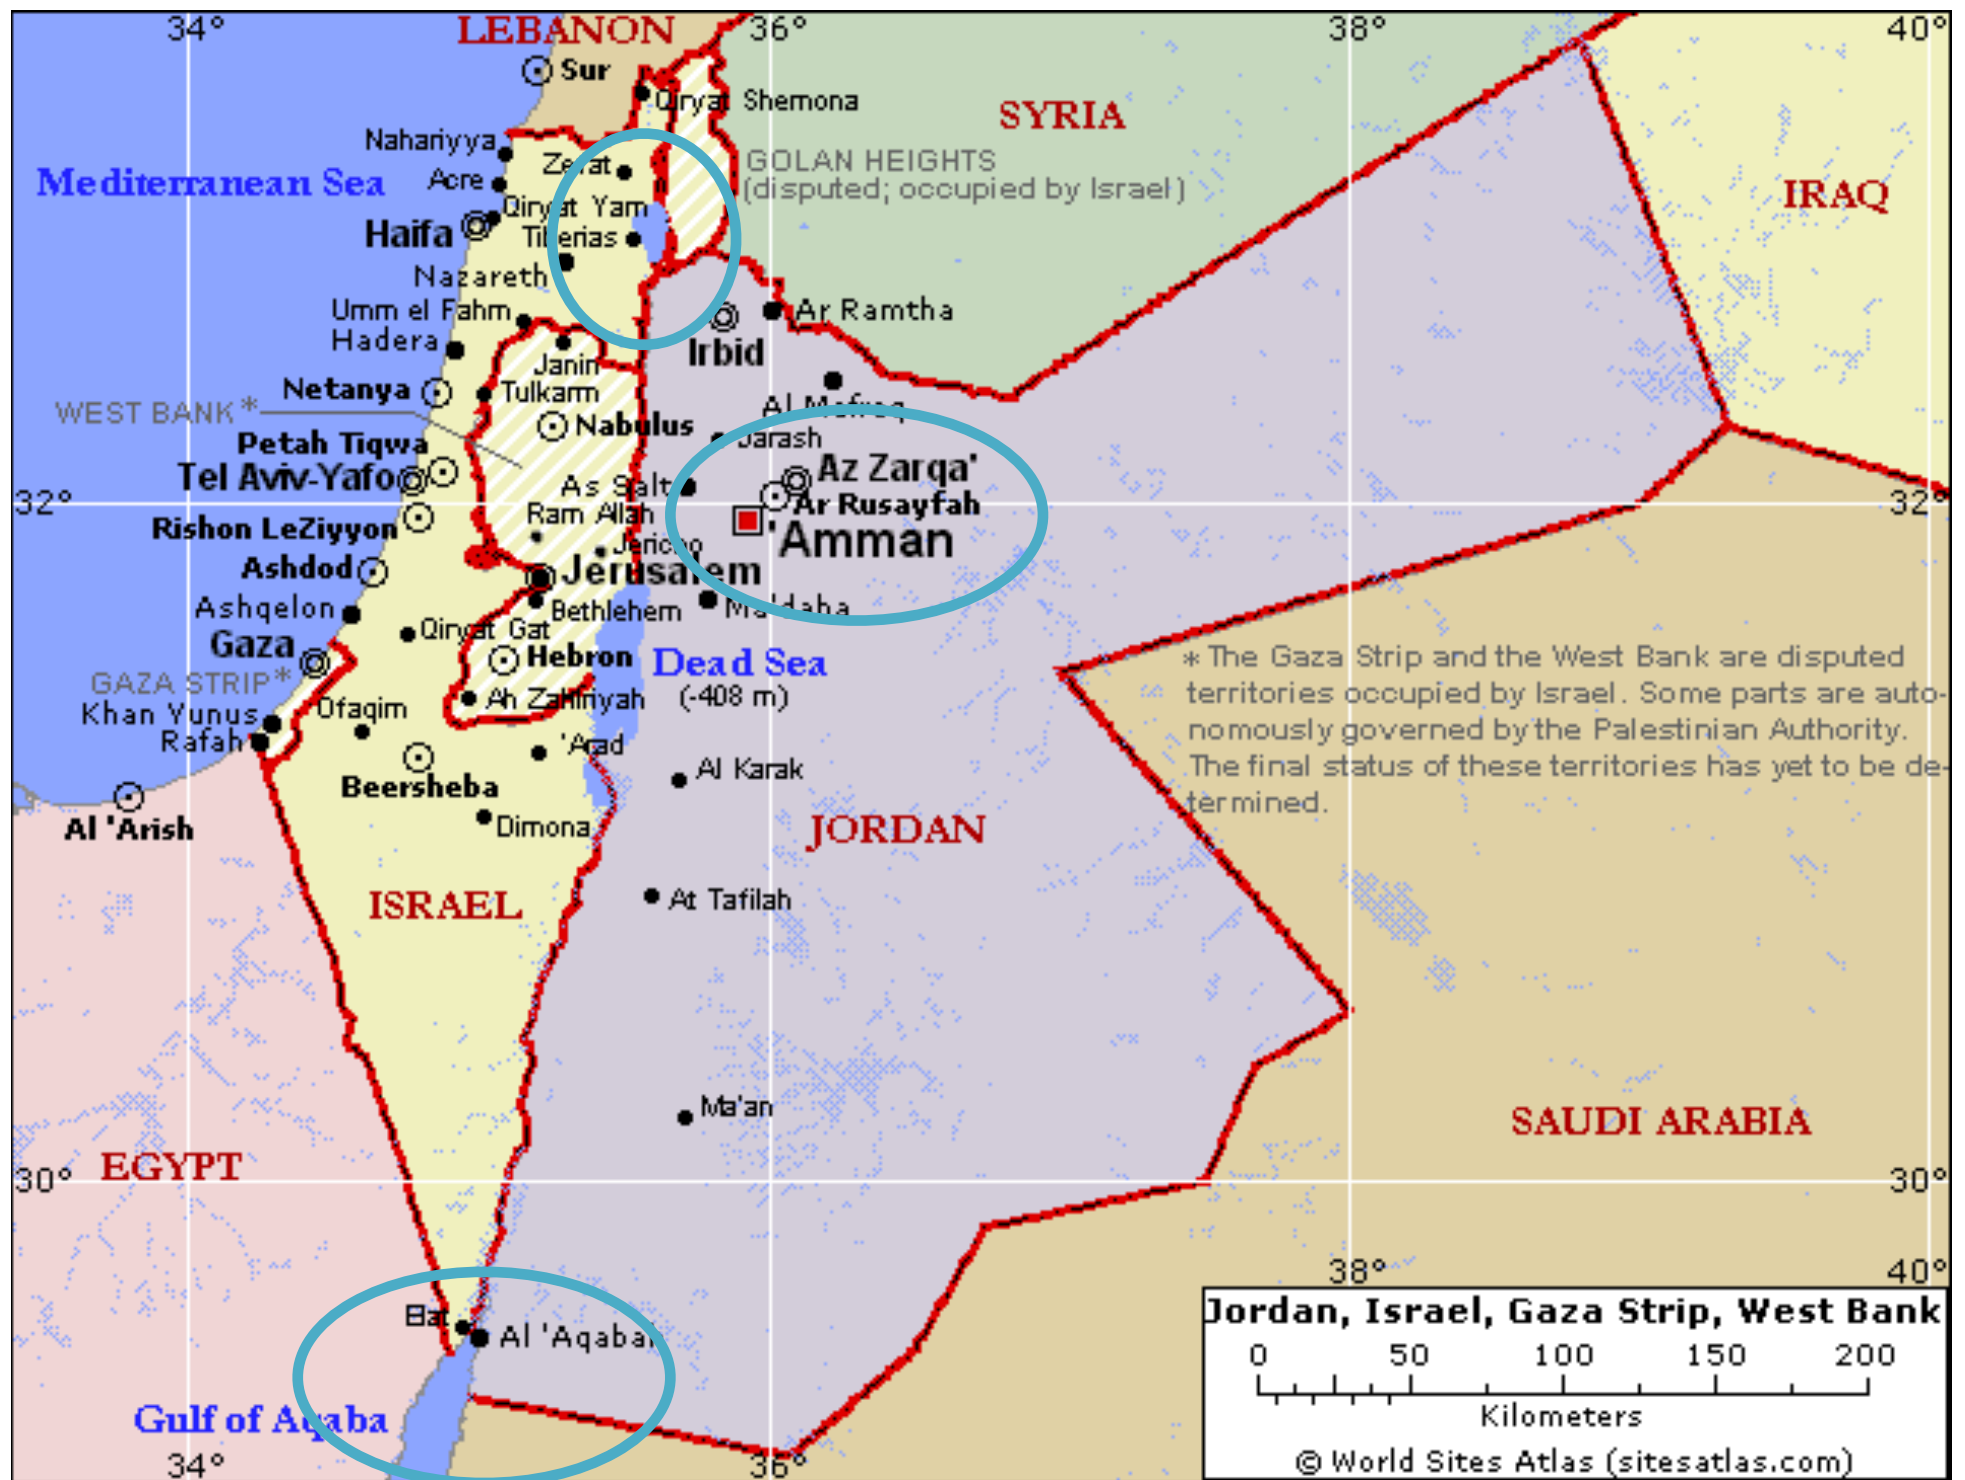 34°
LEBANON
36°
38°
40°
Sur
Qiryat Shemona
SYRIA
Nahariyya
Zefat
GOLAN HEIGHTS
(disputed; occupied by Israel)
Mediterranean Sea
Acre
IRAQ
Qiryat Yam
Haifa
Tiberias
Nazareth
Umm el Fahm
Ar Ramtha
Hadera
Irbid
Janin
Netanya
Tulkarm
Al Mafraq
WEST BANK*
Nabulus
Jarash
Petah Tiqwa
Tel Aviv-Yafo
Az Zarqa'
As Salt
32°
Ar Rusayfah
32°
Ram Allah
Rishon LeZiyyon
'Amman
Jericho
Ashdod
Jerusalem
Ashqelon
Bethlehem
Ma'daba
Qiryat Gat
Gaza
Hebron
Dead Sea
(-408 m)
* The Gaza Strip and the West Bank are disputed
territories occupied by Israel. Some parts are auto-
nomously governed by the Palestinian Authority.
The final status of these territories has yet to be de-
termined.
GAZA STRIP*
Ah Zahiriyah
Khan Yunus
Ofaqim
Rafah
'Arad
Al Karak
Beersheba
Al 'Arish
Dimona
JORDAN
ISRAEL
At Tafilah
Ma'an
SAUDI ARABIA
EGYPT
30°
30°
38°
40°
Elat
Al 'Aqabah
Gulf of Aqaba
34°
36°
Jordan, Israel, Gaza Strip, West Bank
0 50 100 150 200
Kilometers
© World Sites Atlas (sitesatlas.com)